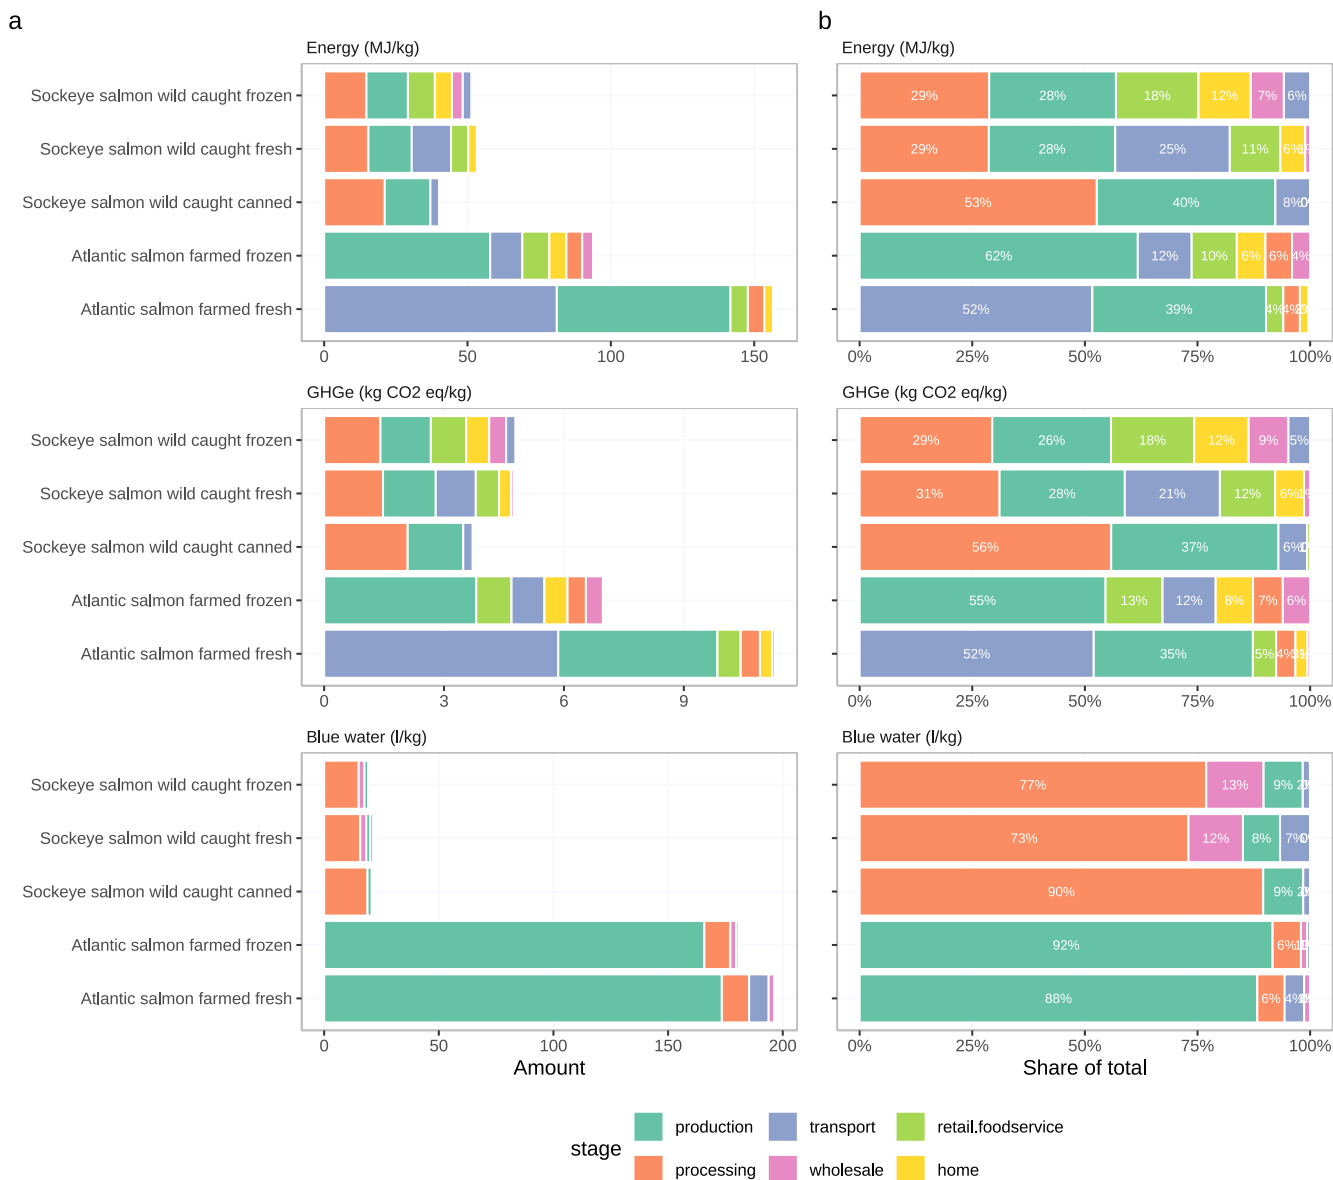 a
b
Energy (MJ/kg)
Energy (MJ/kg)
Sockeye salmon wild caught frozen
29% 28% 18% 12% 7% 6%
Sockeye salmon wild caught fresh
29% 28% 25% 11% 6%
Sockeye salmon wild caught canned
53% 40% 8%
Atlantic salmon farmed frozen
62% 12% 10% 6% 6% 4%
Atlantic salmon farmed fresh
52% 39% 4% 4%
0 50 100 150
0% 25% 50% 75% 100%
GHGe (kg CO2 eq/kg)
GHGe (kg CO2 eq/kg)
Sockeye salmon wild caught frozen
29% 26% 18% 12% 9% 5%
Sockeye salmon wild caught fresh
31% 28% 21% 12% 6%
Sockeye salmon wild caught canned
56% 37% 6%
Atlantic salmon farmed frozen
55% 13% 12% 8% 7% 6%
Atlantic salmon farmed fresh
52% 35% 5% 4%
0 3 6 9
0% 25% 50% 75% 100%
Blue water (l/kg)
Blue water (l/kg)
Sockeye salmon wild caught frozen
77% 13% 9%
Sockeye salmon wild caught fresh
73% 12% 8% 7%
Sockeye salmon wild caught canned
90% 9%
Atlantic salmon farmed frozen
92% 6%
Atlantic salmon farmed fresh
88% 6% 4%
0 50 100 150 200
0% 25% 50% 75% 100%
Amount
Share of total
stage
production transport retail.foodservice
processing wholesale home